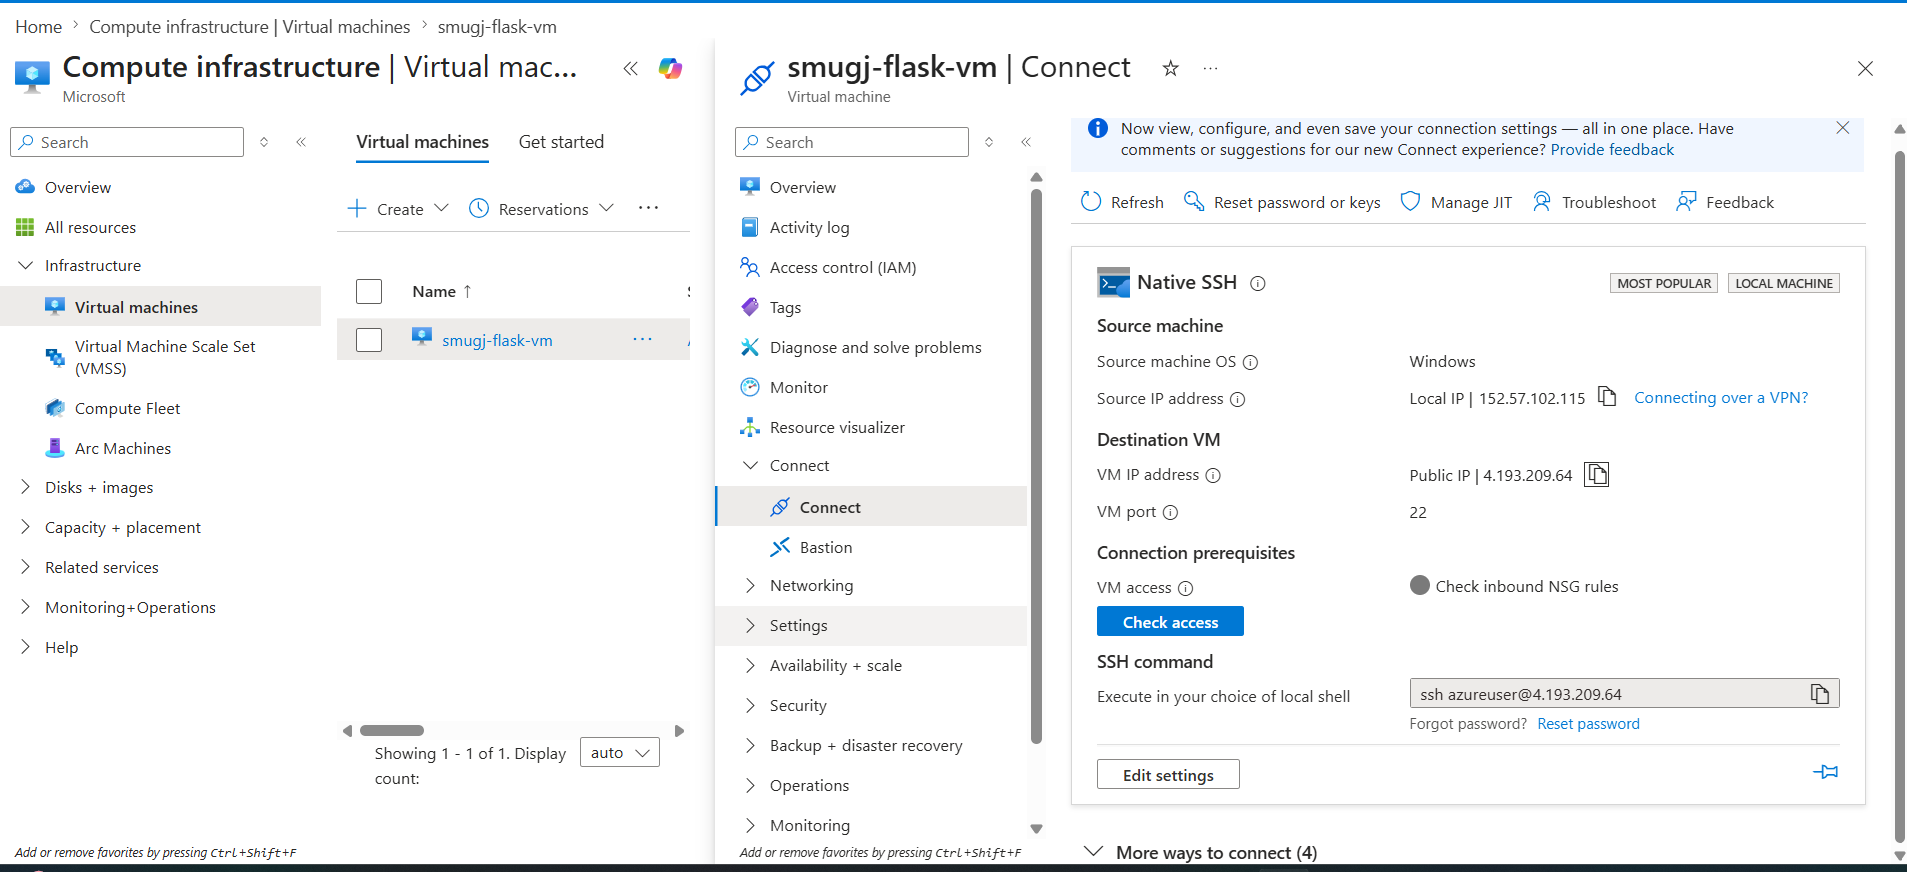 Home > Compute infrastructure | Virtual machines > smugj-flask-vm
Compute infrastructure | Virtual mac...
Microsoft
Search
Overview
All resources
Infrastructure
Virtual machines
Virtual Machine Scale Set
(VMSS)
Compute Fleet
Arc Machines
Disks + images
Capacity + placement
Related services
Monitoring+Operations
Help
Add or remove favorites by pressing Ctrl+Shift+F
Virtual machines
Get started
Create
Reservations
Name ↑
smugj-flask-vm
Showing 1 - 1 of 1. Display
count:
auto
smugj-flask-vm | Connect
Virtual machine
Search
Overview
Activity log
Access control (IAM)
Tags
Diagnose and solve problems
Monitor
Resource visualizer
Connect
Connect
Bastion
Networking
Settings
Availability + scale
Security
Backup + disaster recovery
Operations
Monitoring
Add or remove favorites by pressing Ctrl+Shift+F
Now view, configure, and even save your connection settings — all in one place. Have
comments or suggestions for our new Connect experience? Provide feedback
Refresh
Reset password or keys
Manage JIT
Troubleshoot
Feedback
Native SSH
MOST POPULAR
LOCAL MACHINE
Source machine
Source machine OS
Windows
Source IP address
Local IP | 152.57.102.115
Connecting over a VPN?
Destination VM
VM IP address
Public IP | 4.193.209.64
VM port
22
Connection prerequisites
VM access
Check inbound NSG rules
Check access
SSH command
Execute in your choice of local shell
ssh azureuser@4.193.209.64
Forgot password? Reset password
Edit settings
More ways to connect (4)